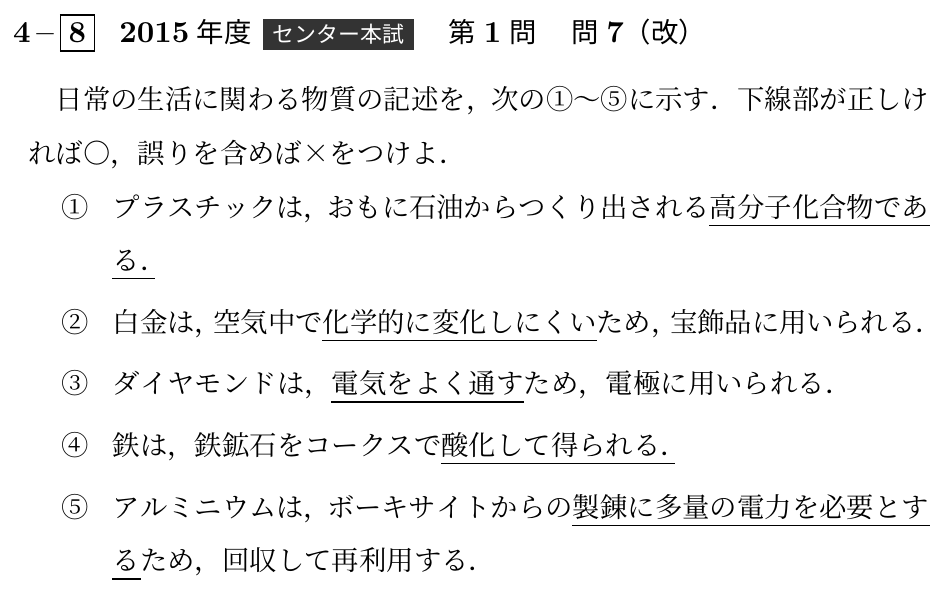 4−8 2015 年度 センター本試 第 1 問 問 7（改）
日常の生活に関わる物質の記述を，次の①〜⑤に示す．下線部が正しけ
れば○，誤りを含めば×をつけよ．
① プラスチックは，おもに石油からつくり出される高分子化合物であ
る．
② 白金は，空気中で化学的に変化しにくいため，宝飾品に用いられる．
③ ダイヤモンドは，電気をよく通すため，電極に用いられる．
④ 鉄は，鉄鉱石をコークスで酸化して得られる．
⑤ アルミニウムは，ボーキサイトからの製錬に多量の電力を必要とす
るため，回収して再利用する．